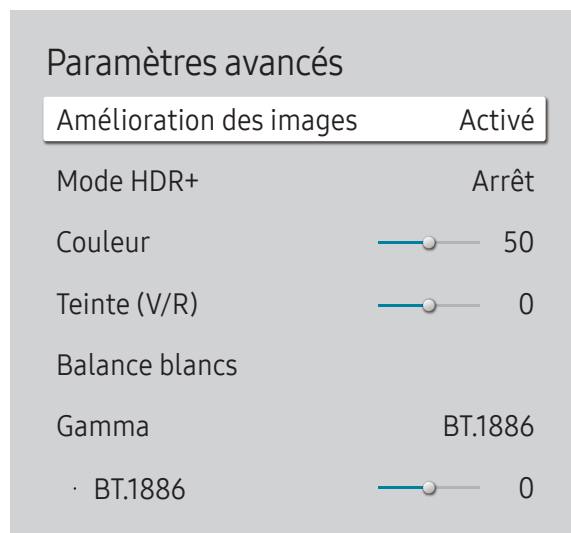 Paramètres avancés
Amélioration des images Activé
Mode HDR+ Arrêt
Couleur 50
Teinte (V/R) 0
Balance blancs
Gamma BT.1886
· BT.1886 0